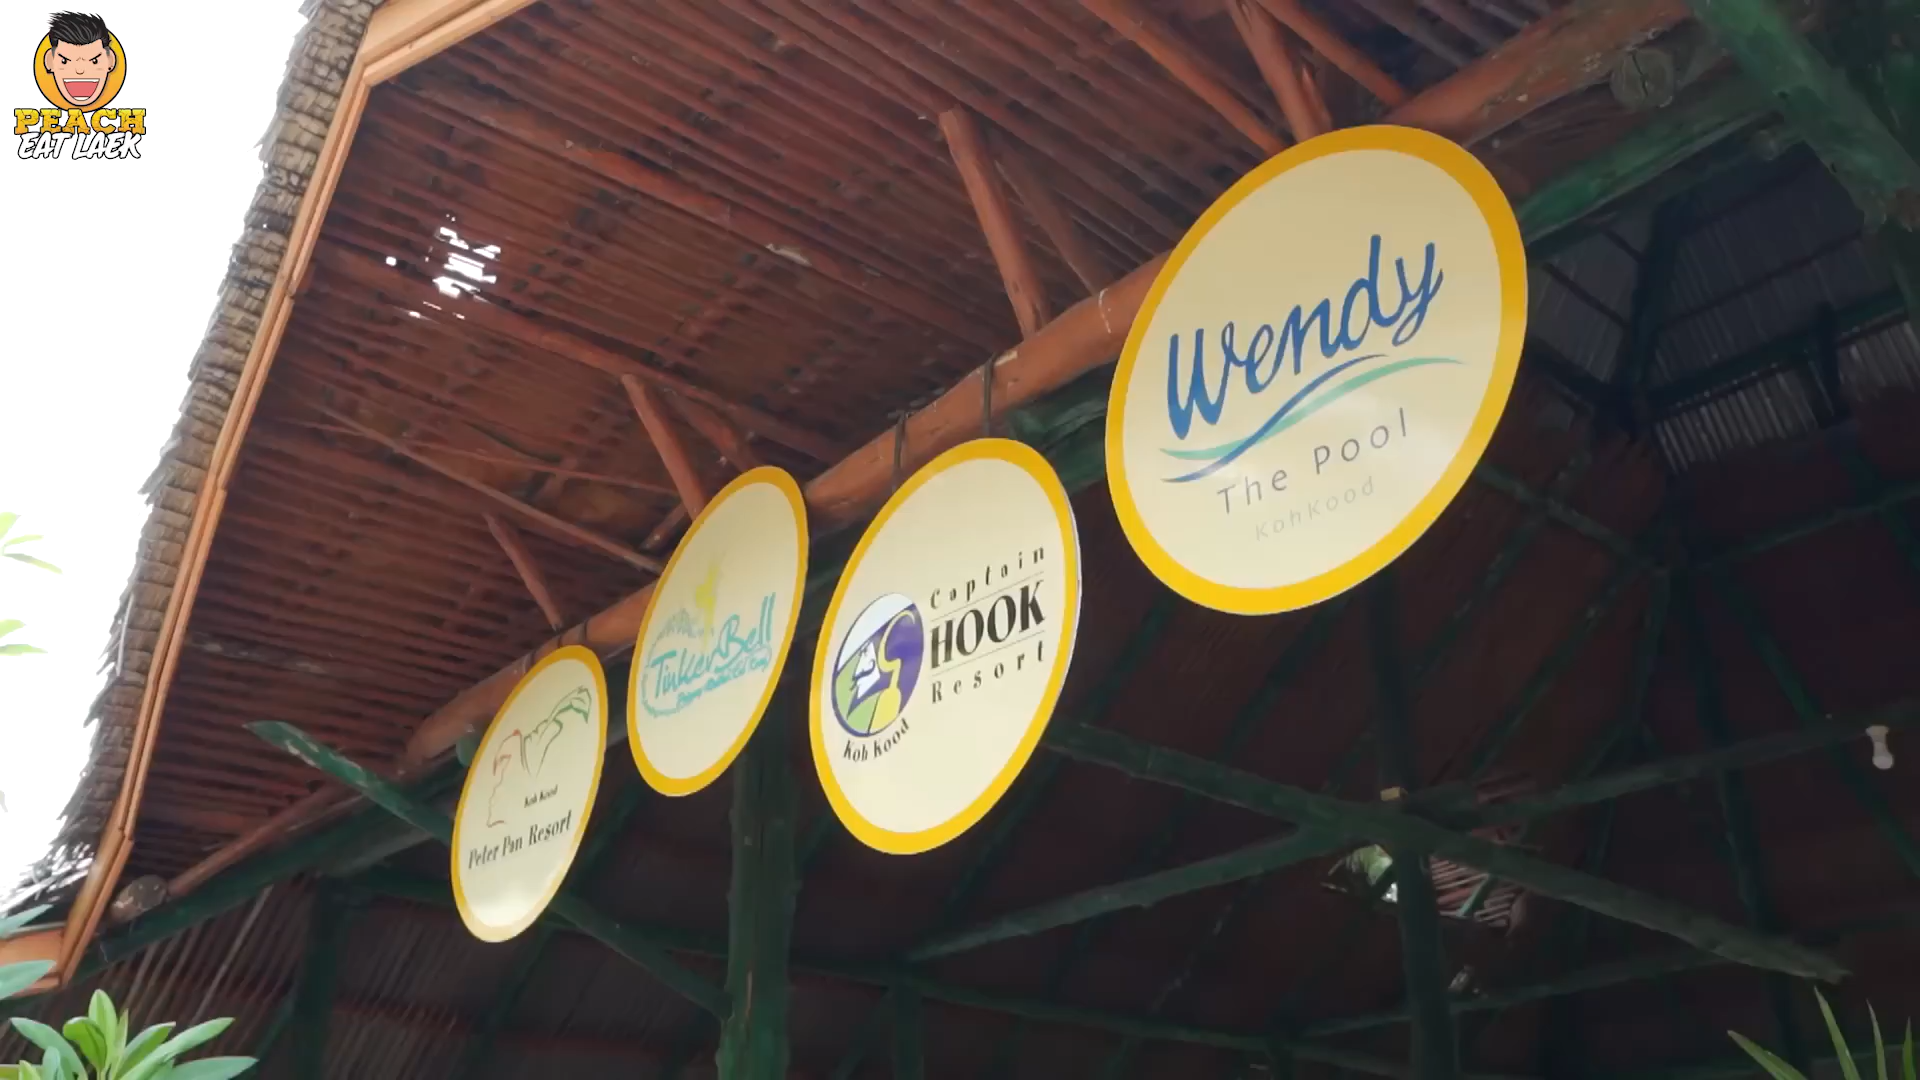 PEACH
EAT LAEK
Koh Kood
Peter Pan Resort
TinkerBell
Captain
HOOK
Resort
Koh Kood
Wendy
The Pool
KohKood